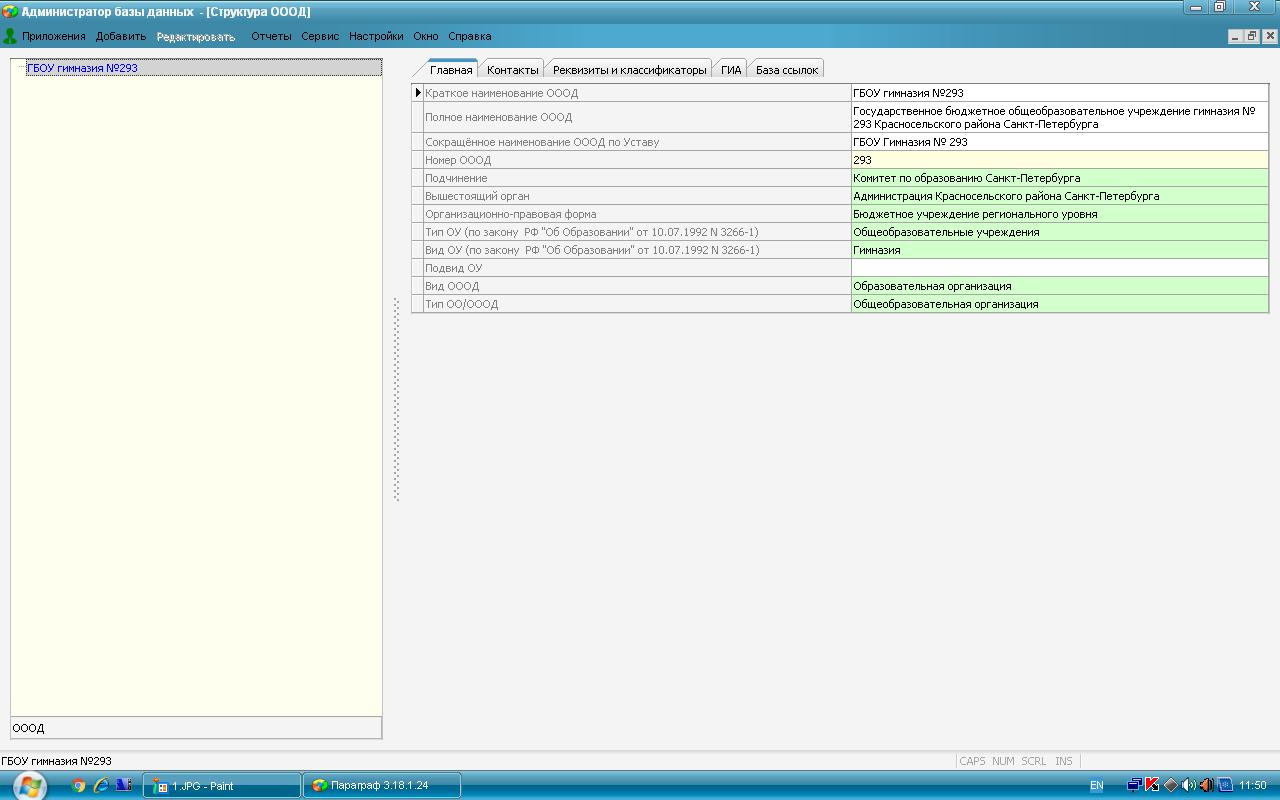 Администратор базы данных - [Структура ОООД]
Приложения Добавить Редактировать Отчеты Сервис Настройки Окно Справка
ГБОУ гимназия №293
Главная Контакты Реквизиты и классификаторы ГИА База ссылок
Краткое наименование ОООД ГБОУ гимназия №293
Полное наименование ОООД Государственное бюджетное общеобразовательное учреждение гимназия №
293 Красносельского района Санкт-Петербурга
Сокращённое наименование ОООД по Уставу ГБОУ Гимназия № 293
Номер ОООД 293
Подчинение Комитет по образованию Санкт-Петербурга
Вышестоящий орган Администрация Красносельского района Санкт-Петербурга
Организационно-правовая форма Бюджетное учреждение регионального уровня
Тип ОУ (по закону РФ "Об Образовании" от 10.07.1992 N 3266-1) Общеобразовательные учреждения
Вид ОУ (по закону РФ "Об Образовании" от 10.07.1992 N 3266-1) Гимназия
Подвид ОУ
Вид ОООД Образовательная организация
Тип ОО/ОООД Общеобразовательная организация
ОООД
ГБОУ гимназия №293 CAPS NUM SCRL INS
1.JPG - Paint Параграф 3.18.1.24 EN 11:50